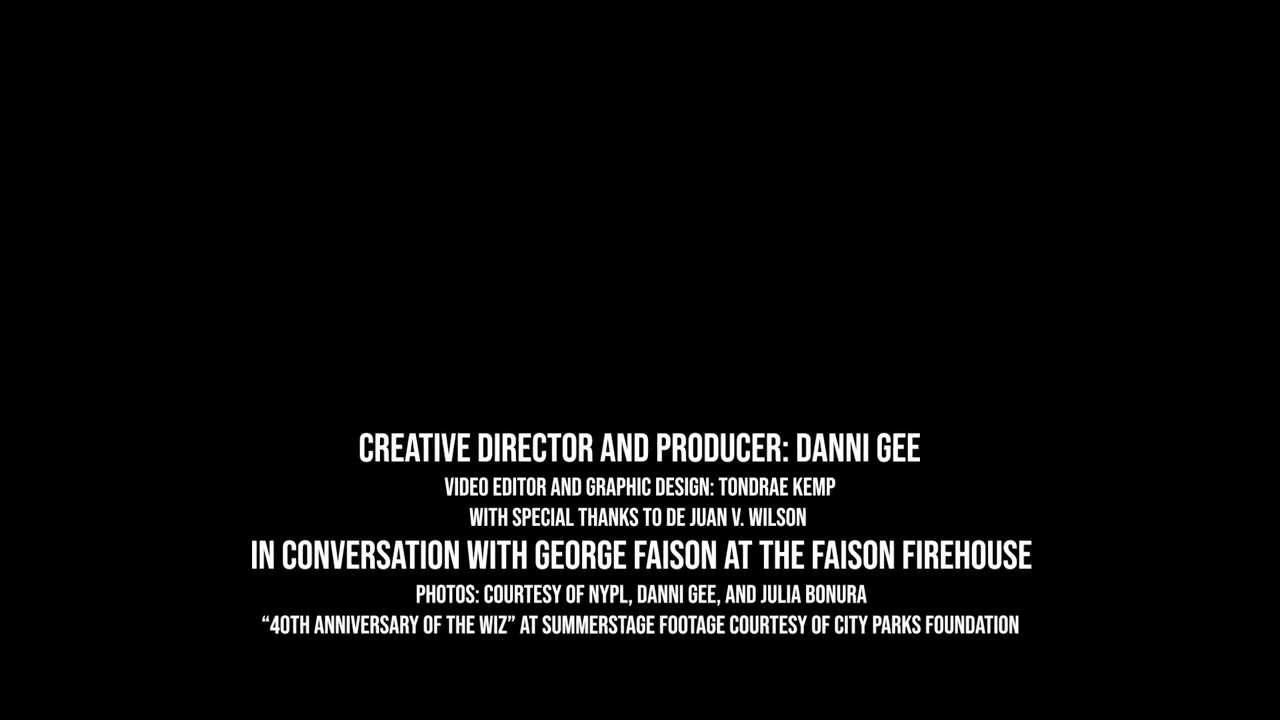 CREATIVE DIRECTOR AND PRODUCER: DANNI GEE
VIDEO EDITOR AND GRAPHIC DESIGN: TONDRAE KEMP
WITH SPECIAL THANKS TO DE JUAN V. WILSON
IN CONVERSATION WITH GEORGE FAISON AT THE FAISON FIREHOUSE
PHOTOS: COURTESY OF NYPL, DANNI GEE, AND JULIA BONURA
“40TH ANNIVERSARY OF THE WIZ” AT SUMMERSTAGE FOOTAGE COURTESY OF CITY PARKS FOUNDATION